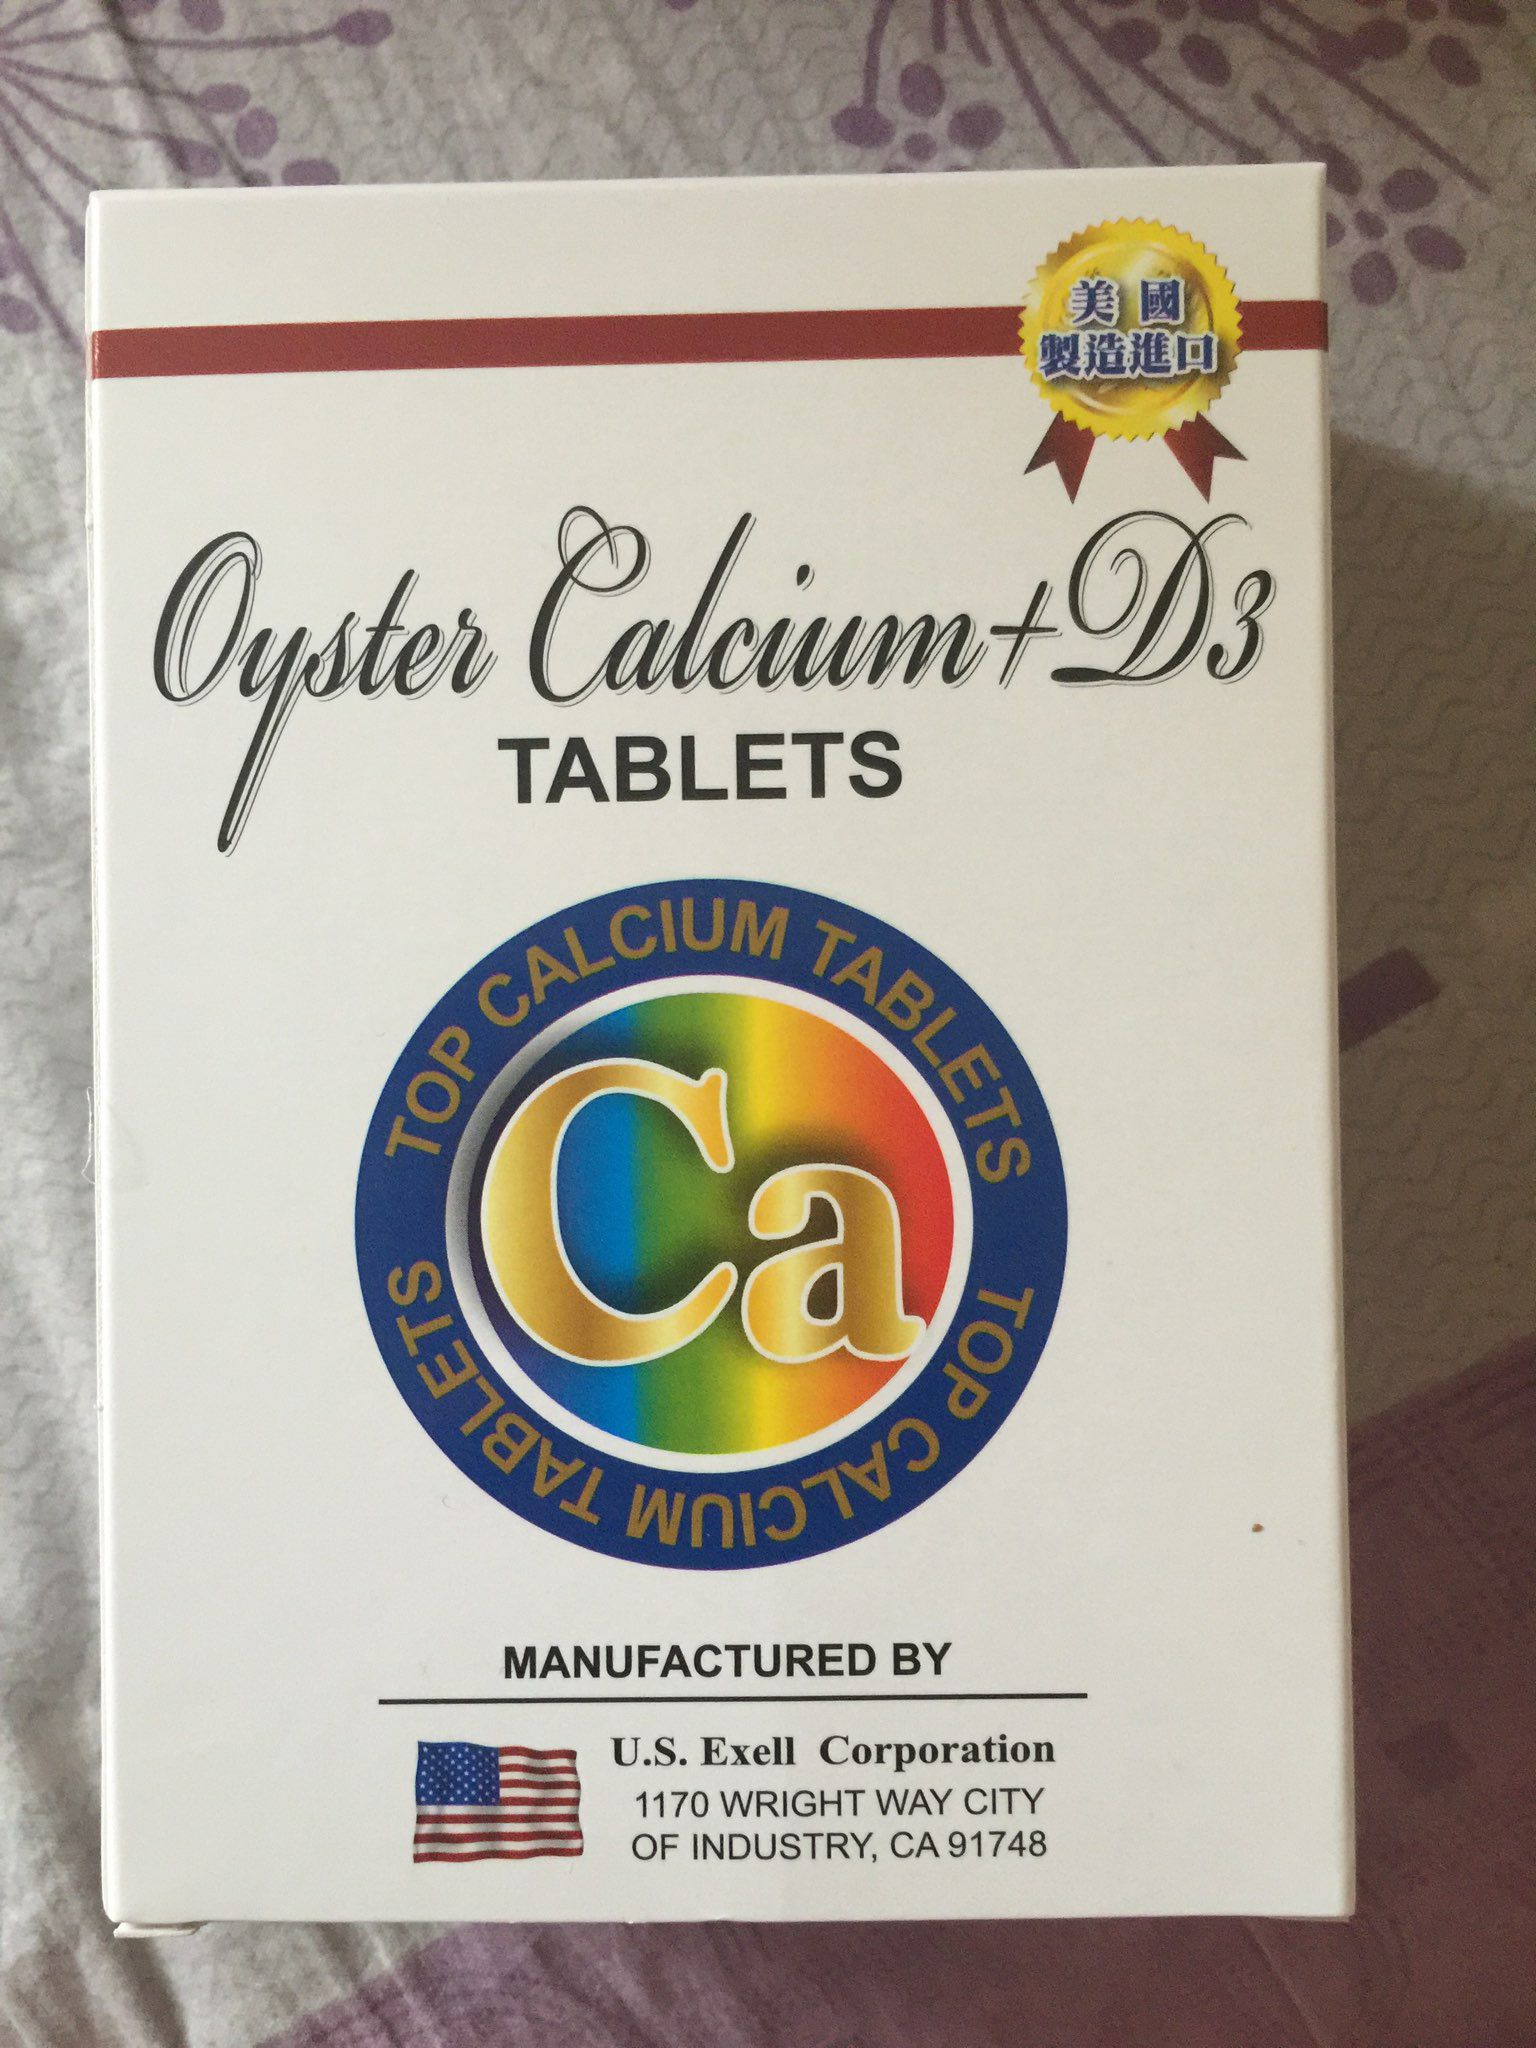 美國
製造進口
Oyster Calcium+D3
TABLETS
TOP CALCIUM TABLETS
TOP CALCIUM TABLETS
Ca
MANUFACTURED BY
U.S. Exell Corporation
1170 WRIGHT WAY CITY
OF INDUSTRY, CA 91748